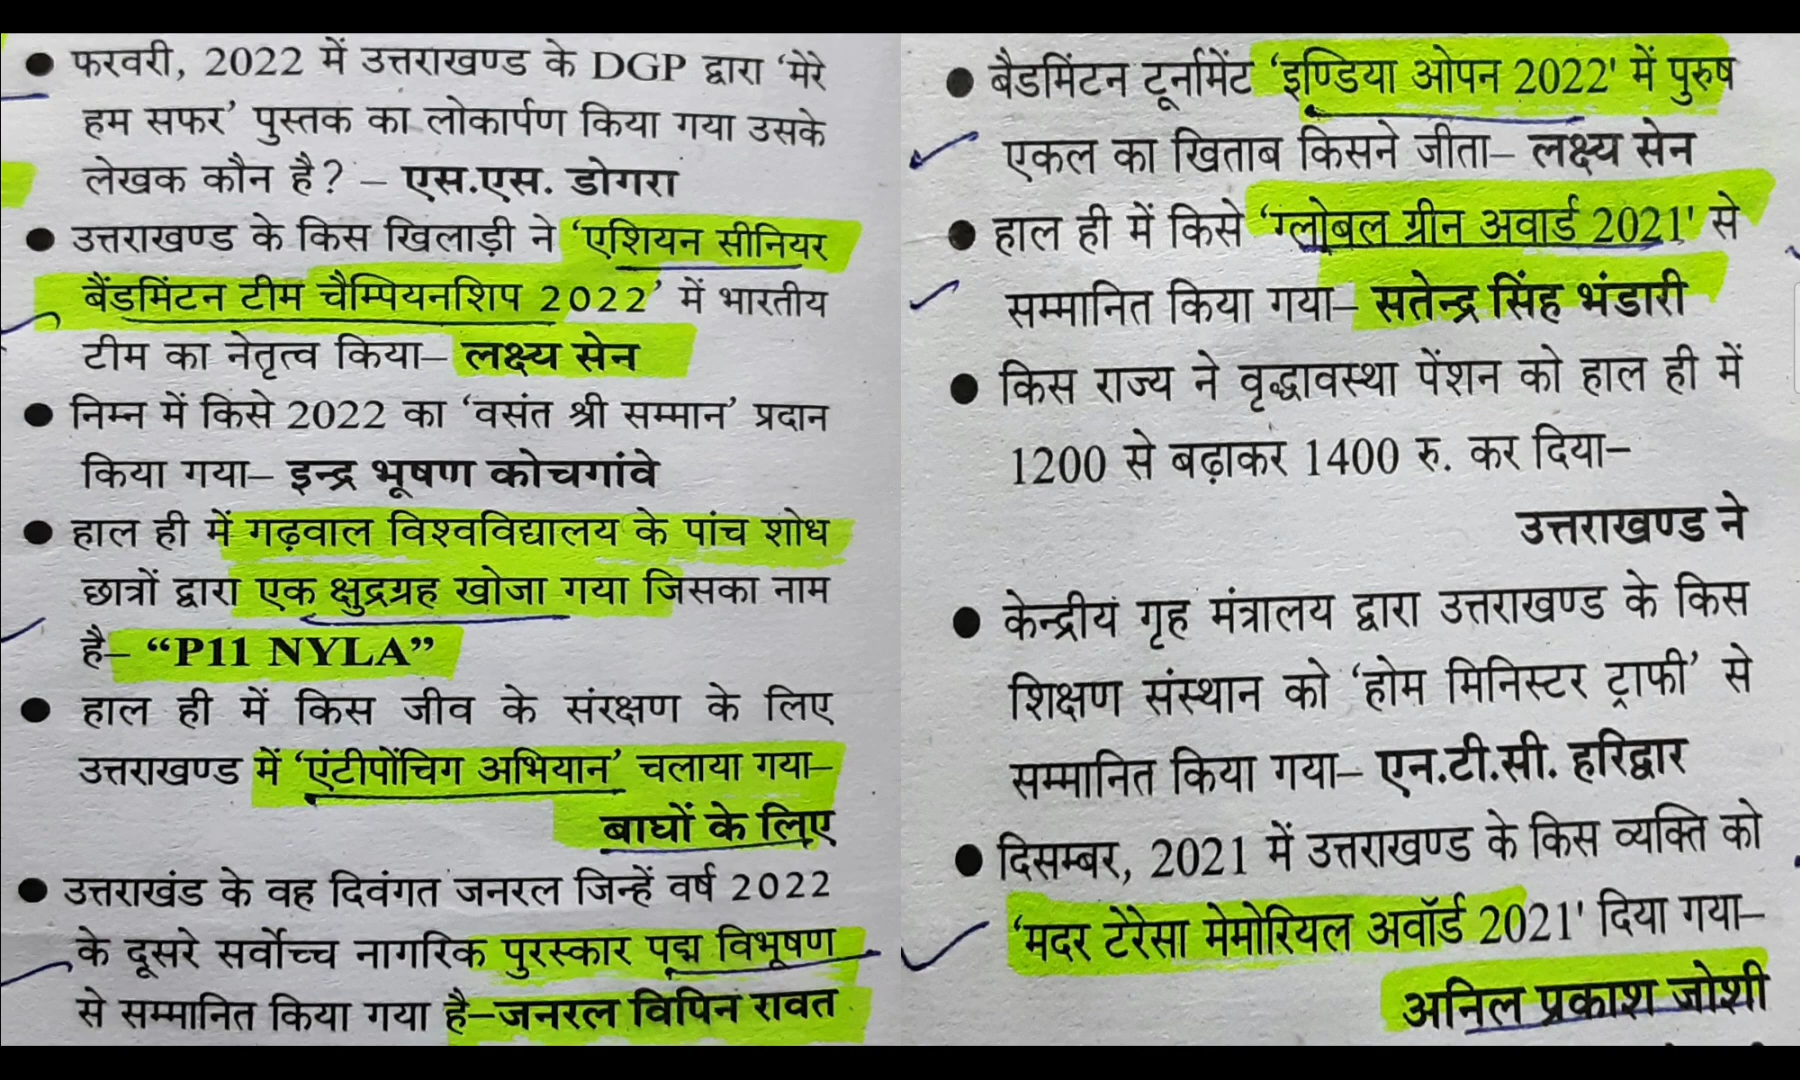 ● फरवरी, 2022 में उत्तराखण्ड के DGP द्वारा ‘मेरे
हम सफर’ पुस्तक का लोकार्पण किया गया उसके
लेखक कौन है? – एस.एस. डोगरा
● उत्तराखण्ड के किस खिलाड़ी ने ‘एशियन सीनियर
बैंडमिंटन टीम चैम्पियनशिप 2022’ में भारतीय
टीम का नेतृत्व किया– लक्ष्य सेन
● निम्न में किसे 2022 का ‘वसंत श्री सम्मान’ प्रदान
किया गया– इन्द्र भूषण कोचगांवे
● हाल ही में गढ़वाल विश्वविद्यालय के पांच शोध
छात्रों द्वारा एक क्षुद्रग्रह खोजा गया जिसका नाम
है– “P11 NYLA”
● हाल ही में किस जीव के संरक्षण के लिए
उत्तराखण्ड में ‘एंटीपोंचिग अभियान’ चलाया गया–
बाघों के लिए
● उत्तराखंड के वह दिवंगत जनरल जिन्हें वर्ष 2022
के दूसरे सर्वोच्च नागरिक पुरस्कार पद्म विभूषण
से सम्मानित किया गया है–जनरल विपिन रावत
● बैडमिंटन टूर्नामेंट ‘इण्डिया ओपन 2022' में पुरुष
एकल का खिताब किसने जीता– लक्ष्य सेन
● हाल ही में किसे ‘ग्लोबल ग्रीन अवार्ड 2021' से
सम्मानित किया गया– सतेन्द्र सिंह भंडारी
● किस राज्य ने वृद्धावस्था पेंशन को हाल ही में
1200 से बढ़ाकर 1400 रु. कर दिया–
उत्तराखण्ड ने
● केन्द्रीय गृह मंत्रालय द्वारा उत्तराखण्ड के किस
शिक्षण संस्थान को ‘होम मिनिस्टर ट्राफी’ से
सम्मानित किया गया– एन.टी.सी. हरिद्वार
● दिसम्बर, 2021 में उत्तराखण्ड के किस व्यक्ति को
‘मदर टेरेसा मेमोरियल अवॉर्ड 2021' दिया गया–
अनिल प्रकाश जोशी